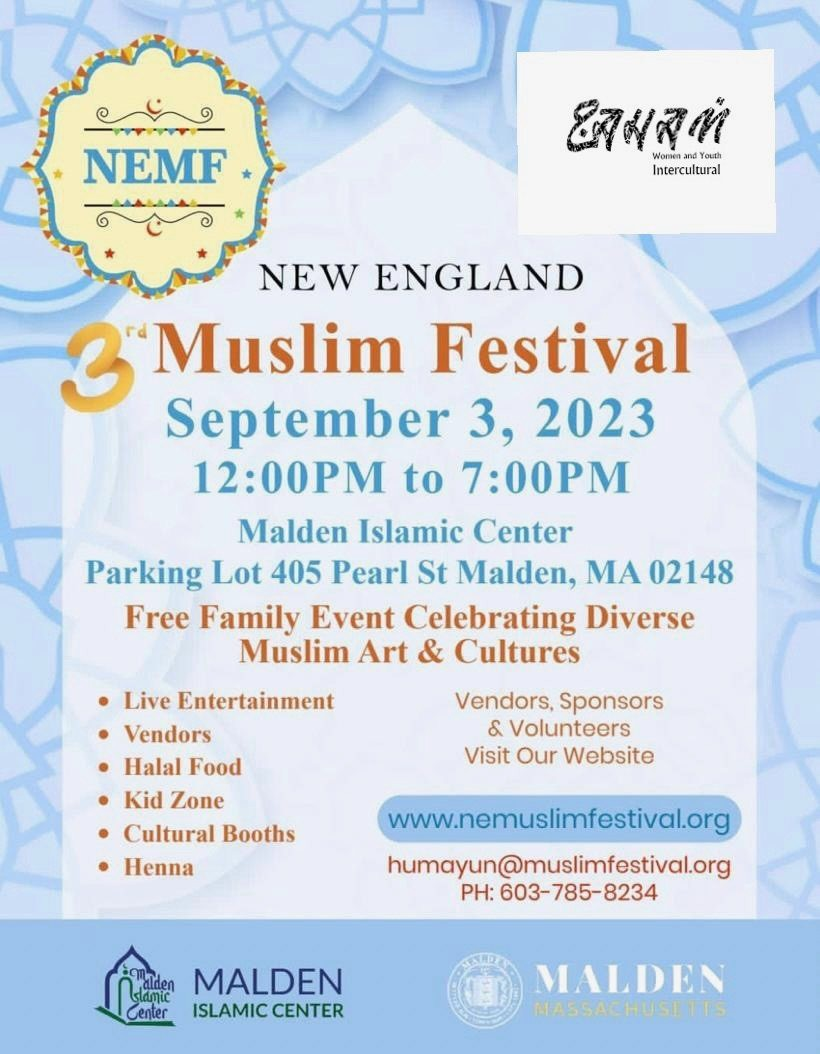 NEMF
Women and Youth
Intercultural
NEW ENGLAND
3rd Muslim Festival
September 3, 2023
12:00PM to 7:00PM
Malden Islamic Center
Parking Lot 405 Pearl St Malden, MA 02148
Free Family Event Celebrating Diverse
Muslim Art & Cultures
• Live Entertainment
• Vendors
• Halal Food
• Kid Zone
• Cultural Booths
• Henna
Vendors, Sponsors
& Volunteers
Visit Our Website
www.nemuslimfestival.org
humayun@muslimfestival.org
PH: 603-785-8234
Malden
Islamic
Center
MALDEN
ISLAMIC CENTER
MALDEN
MASSACHUSETTS